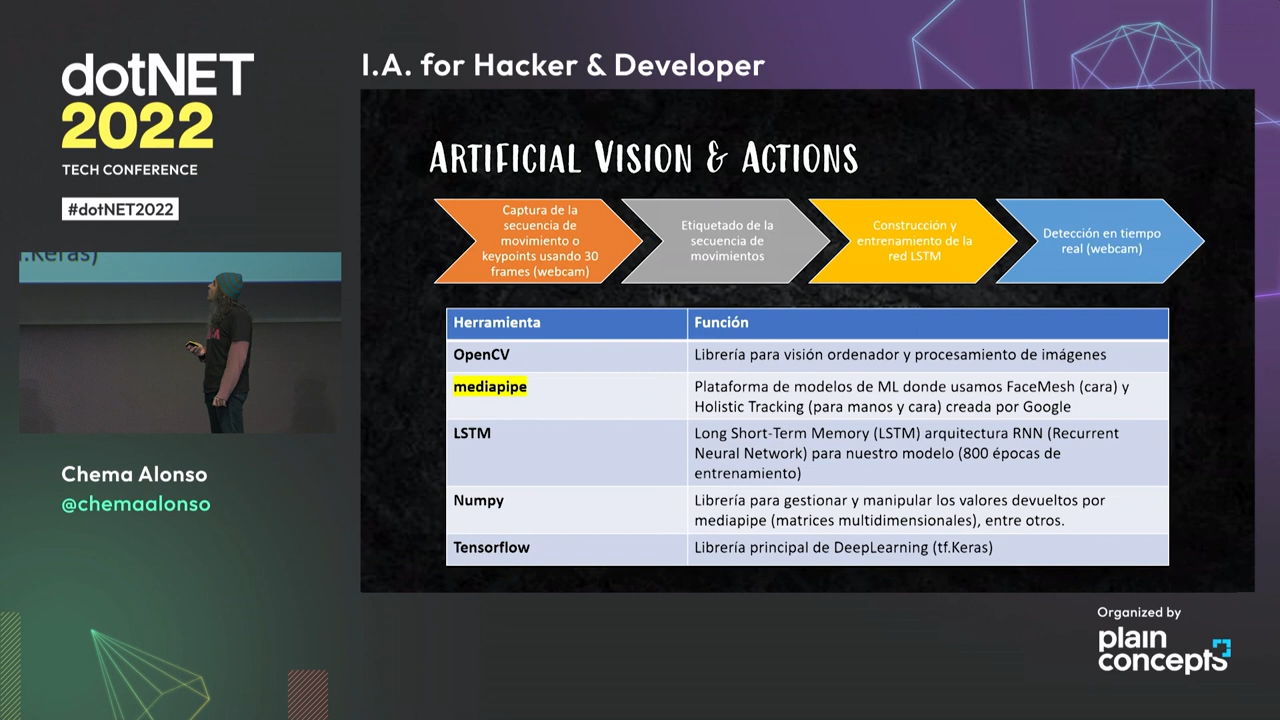 dotNET
2022
TECH CONFERENCE
#dotNET2022
.Keras)
Chema Alonso
@chemaalonso
I.A. for Hacker & Developer
ARTIFICIAL VISION & ACTIONS
Captura de la
secuencia de
movimiento o
keypoints usando 30
frames (webcam)
Etiquetado de la
secuencia de
movimientos
Construcción y
entrenamiento de la
red LSTM
Detección en tiempo
real (webcam)
Herramienta
Función
OpenCV
Librería para visión ordenador y procesamiento de imágenes
mediapipe
Plataforma de modelos de ML donde usamos FaceMesh (cara) y
Holistic Tracking (para manos y cara) creada por Google
LSTM
Long Short-Term Memory (LSTM) arquitectura RNN (Recurrent
Neural Network) para nuestro modelo (800 épocas de
entrenamiento)
Numpy
Librería para gestionar y manipular los valores devueltos por
mediapipe (matrices multidimensionales), entre otros.
Tensorflow
Librería principal de DeepLearning (tf.Keras)
Organized by
plain
concepts